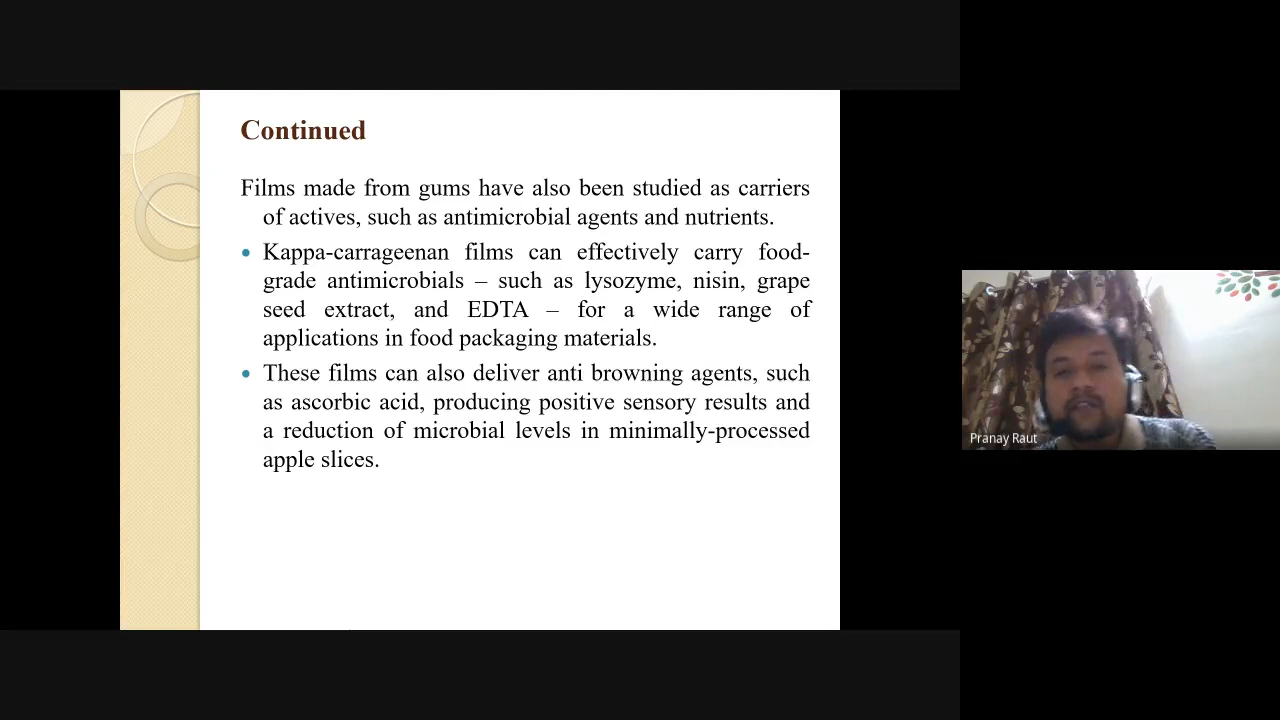 Continued
Films made from gums have also been studied as carriers
of actives, such as antimicrobial agents and nutrients.
• Kappa-carrageenan films can effectively carry food-
grade antimicrobials – such as lysozyme, nisin, grape
seed extract, and EDTA – for a wide range of
applications in food packaging materials.
• These films can also deliver anti browning agents, such
as ascorbic acid, producing positive sensory results and
a reduction of microbial levels in minimally-processed
apple slices.
Pranay Raut